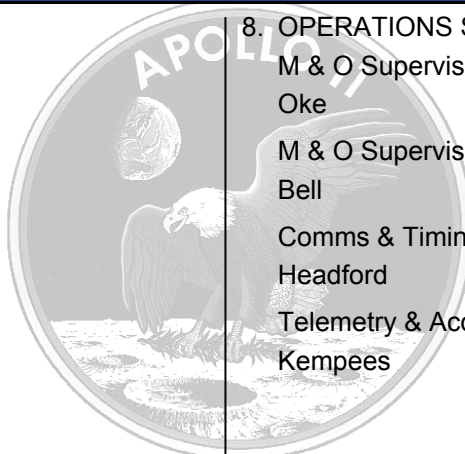 APOLLO 11
8. OPERATIONS S
M & O Supervis
Oke
M & O Supervis
Bell
Comms & Timin
Headford
Telemetry & Acc
Kempees